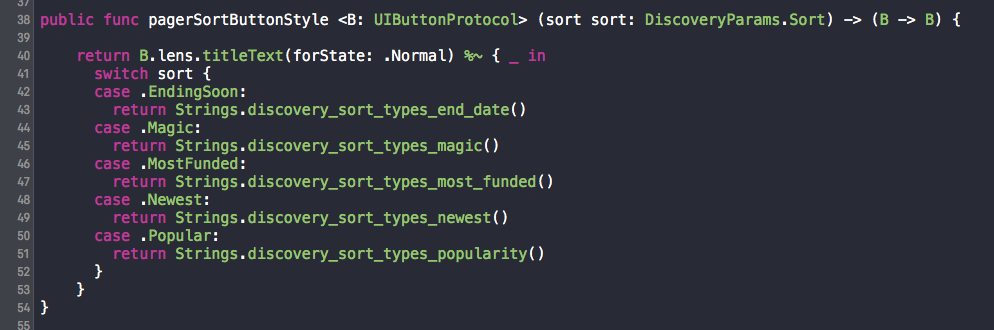 37
38 public func pagerSortButtonStyle <B: UIButtonProtocol> (sort sort: DiscoveryParams.Sort) -> (B -> B) {
39
40     return B.lens.titleText(forState: .Normal) %~ { _ in
41       switch sort {
42       case .EndingSoon:
43         return Strings.discovery_sort_types_end_date()
44       case .Magic:
45         return Strings.discovery_sort_types_magic()
46       case .MostFunded:
47         return Strings.discovery_sort_types_most_funded()
48       case .Newest:
49         return Strings.discovery_sort_types_newest()
50       case .Popular:
51         return Strings.discovery_sort_types_popularity()
52       }
53     }
54 }
55